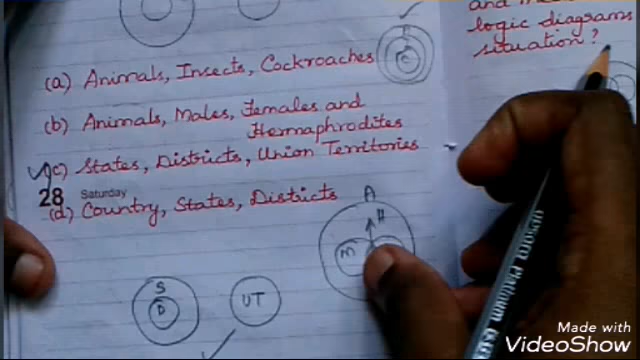 and
logic diagrams
situation?
(a) Animals, Insects, Cockroaches
C
(b) Animals, Males, Females and
Hermaphrodites
(c) States, Districts, Union Territories
28 Saturday
(d) Country, States, Districts
A
H
M
S
D
UT
Made with
VideoShow